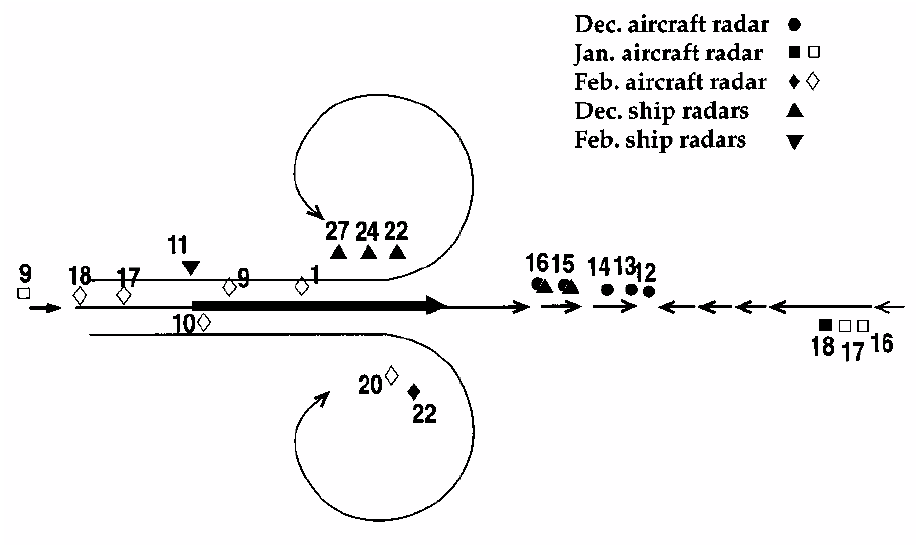 Dec. aircraft radar
Jan. aircraft radar
Feb. aircraft radar
Dec. ship radars
Feb. ship radars
27 24 22
11
9 18 17 9 1
16 15 14 13 12
10
18 17 16
20
22